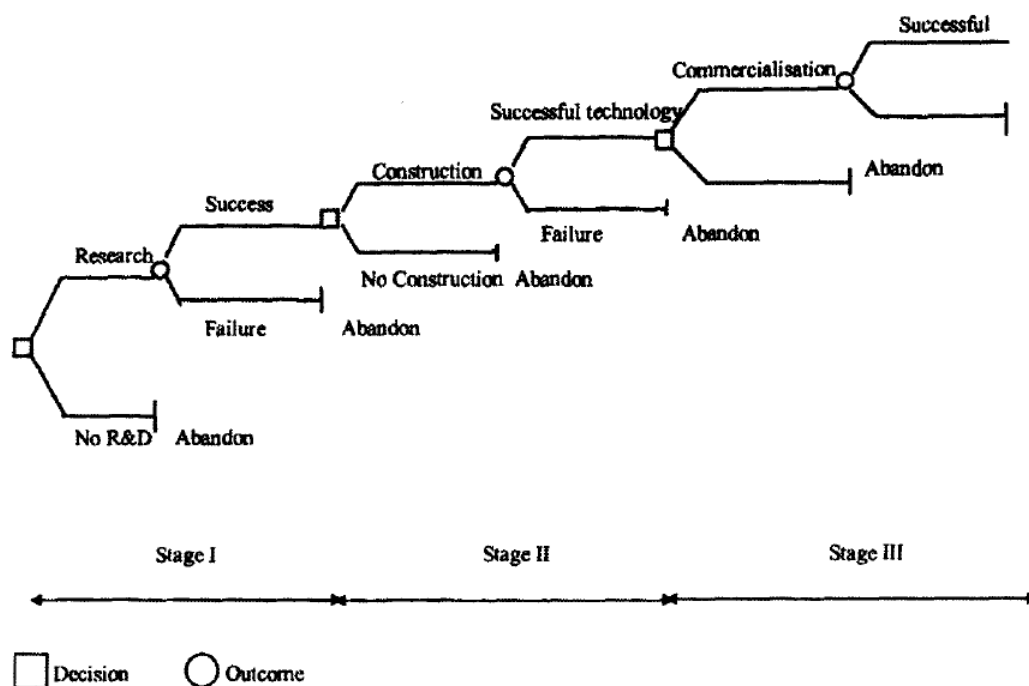 Successful
Commercialisation
Successful technology
Abandon
Construction
Success
Failure Abandon
Research
No Construction Abandon
Failure Abandon
No R&D Abandon
Stage I Stage II Stage III
Decision Outcome